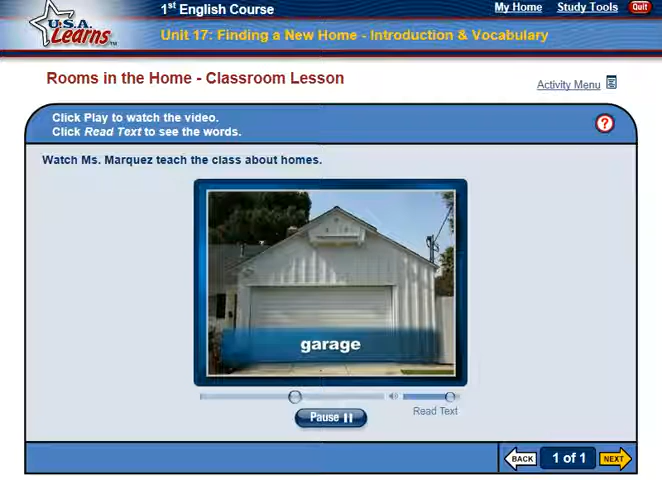 U.S.A.
Learns™
1st English Course
My Home
Study Tools
Quit
Unit 17: Finding a New Home - Introduction & Vocabulary
Rooms in the Home - Classroom Lesson
Activity Menu
Click Play to watch the video.
Click Read Text to see the words.
?
Watch Ms. Marquez teach the class about homes.
garage
Pause
Read Text
BACK
1 of 1
NEXT